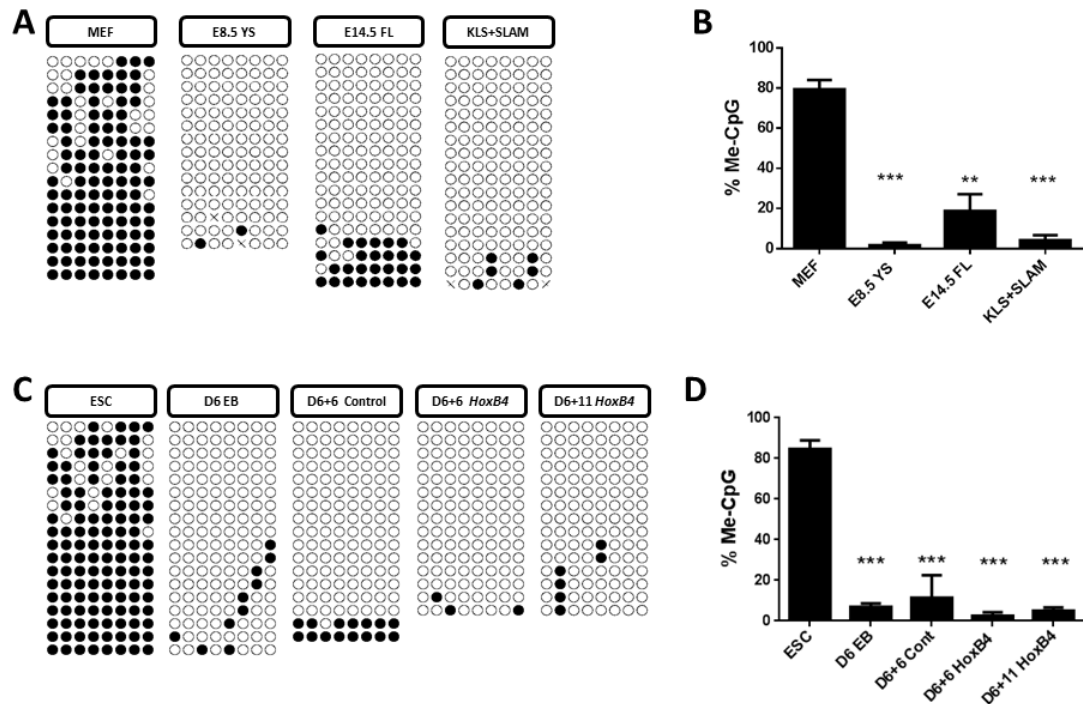 A
MEF
E8.5 YS
E14.5 FL
KLS+SLAM
B
% Me-CpG
100
80
60
40
20
0
***
**
***
MEF
E8.5 YS
E14.5 FL
KLS+SLAM
C
ESC
D6 EB
D6+6 Control
D6+6 HoxB4
D6+11 HoxB4
D
% Me-CpG
100
80
60
40
20
0
***
***
***
***
ESC
D6 EB
D6+6 Cont
D6+6 HoxB4
D6+11 HoxB4